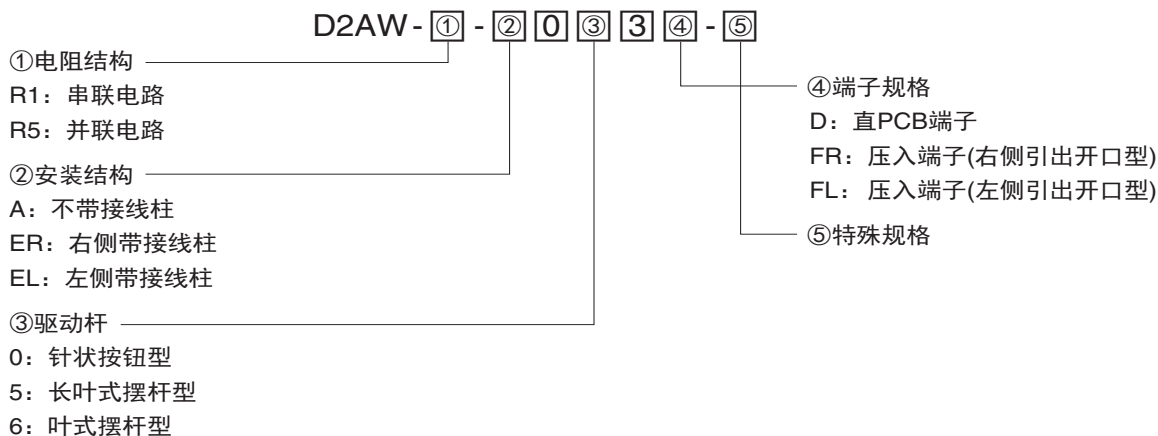 D2AW-①-②0③3④-⑤
①电阻结构
R1：串联电路
R5：并联电路
②安装结构
A：不带接线柱
ER：右侧带接线柱
EL：左侧带接线柱
③驱动杆
0：针状按钮型
5：长叶式摆杆型
6：叶式摆杆型
④端子规格
D：直PCB端子
FR：压入端子(右侧引出开口型)
FL：压入端子(左侧引出开口型)
⑤特殊规格